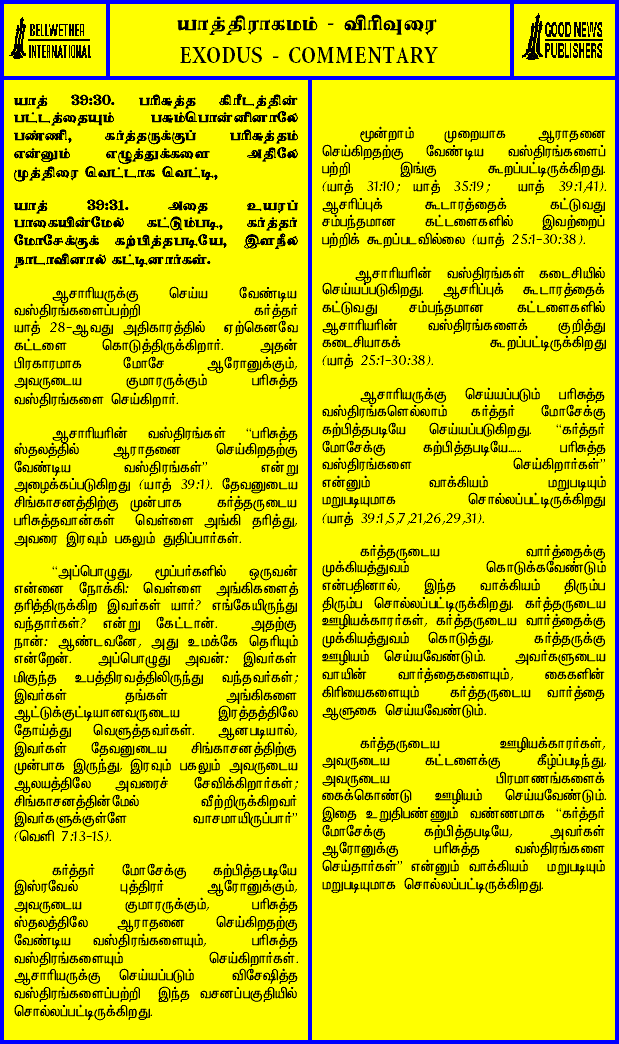 BELLWETHER
INTERNATIONAL
யாத்திராகமம் - விரிவுரை
EXODUS - COMMENTARY
GOOD NEWS
PUBLISHERS
யாத் 39:30. பரிசுத்த கிரீடத்தின்
பட்டத்தையும் பசும்பொன்னினாலே
பண்ணி, கர்த்தருக்குப் பரிசுத்தம்
என்னும் எழுத்துக்களை அதிலே
முத்திரை வெட்டாக வெட்டி,
யாத் 39:31. அதை உயரப்
பாகையின்மேல் கட்டும்படி, கர்த்தர்
மோசேக்குக் கற்பித்தபடியே, இளநீல
நாடாவினால் கட்டினார்கள்.
ஆசாரியருக்கு செய்ய வேண்டிய
வஸ்திரங்களைப்பற்றி கர்த்தர்
யாத் 28-ஆவது அதிகாரத்தில் ஏற்கெனவே
கட்டளை கொடுத்திருக்கிறார். அதன்
பிரகாரமாக மோசே ஆரோனுக்கும்,
அவருடைய குமாரருக்கும் பரிசுத்த
வஸ்திரங்களை செய்கிறார்.
ஆசாரியரின் வஸ்திரங்கள் "பரிசுத்த
ஸ்தலத்தில் ஆராதனை செய்கிறதற்கு
வேண்டிய வஸ்திரங்கள்" என்று
அழைக்கப்படுகிறது (யாத் 39:1). தேவனுடைய
சிங்காசனத்திற்கு முன்பாக கர்த்தருடைய
பரிசுத்தவான்கள் வெள்ளை அங்கி தரித்து,
அவரை இரவும் பகலும் துதிப்பார்கள்.
"அப்பொழுது, மூப்பர்களில் ஒருவன்
என்னை நோக்கி: வெள்ளை அங்கிகளைத்
தரித்திருக்கிற இவர்கள் யார்? எங்கேயிருந்து
வந்தார்கள்? என்று கேட்டான். அதற்கு
நான்: ஆண்டவனே, அது உமக்கே தெரியும்
என்றேன். அப்பொழுது அவன்: இவர்கள்
மிகுந்த உபத்திரவத்திலிருந்து வந்தவர்கள்;
இவர்கள் தங்கள் அங்கிகளை
ஆட்டுக்குட்டியானவருடைய இரத்தத்திலே
தோய்த்து வெளுத்தவர்கள். ஆனபடியால்,
இவர்கள் தேவனுடைய சிங்காசனத்திற்கு
முன்பாக இருந்து, இரவும் பகலும் அவருடைய
ஆலயத்திலே அவரைச் சேவிக்கிறார்கள்;
சிங்காசனத்தின்மேல் வீற்றிருக்கிறவர்
இவர்களுக்குள்ளே வாசமாயிருப்பார்"
(வெளி 7:13-15).
கர்த்தர் மோசேக்கு கற்பித்தபடியே
இஸ்ரவேல் புத்திரர் ஆரோனுக்கும்,
அவருடைய குமாரருக்கும், பரிசுத்த
ஸ்தலத்திலே ஆராதனை செய்கிறதற்கு
வேண்டிய வஸ்திரங்களையும், பரிசுத்த
வஸ்திரங்களையும் செய்கிறார்கள்.
ஆசாரியருக்கு செய்யப்படும் விசேஷித்த
வஸ்திரங்களைப்பற்றி இந்த வசனப்பகுதியில்
சொல்லப்பட்டிருக்கிறது.
மூன்றாம் முறையாக ஆராதனை
செய்கிறதற்கு வேண்டிய வஸ்திரங்களைப்
பற்றி இங்கு கூறப்பட்டிருக்கிறது.
(யாத் 31:10; யாத் 35:19; யாத் 39:1,41).
ஆசரிப்புக் கூடாரத்தைக் கட்டுவது
சம்பந்தமான கட்டளைகளில் இவற்றைப்
பற்றிக் கூறப்படவில்லை (யாத் 25:1-30:38).
ஆசாரியரின் வஸ்திரங்கள் கடைசியில்
செய்யப்படுகிறது. ஆசரிப்புக் கூடாரத்தைக்
கட்டுவது சம்பந்தமான கட்டளைகளில்
ஆசாரியரின் வஸ்திரங்களைக் குறித்து
கடைசியாகக் கூறப்பட்டிருக்கிறது
(யாத் 25:1-30:38).
ஆசாரியருக்கு செய்யப்படும் பரிசுத்த
வஸ்திரங்களெல்லாம் கர்த்தர் மோசேக்கு
கற்பித்தபடியே செய்யப்படுகிறது. "கர்த்தர்
மோசேக்கு கற்பித்தபடியே..... பரிசுத்த
வஸ்திரங்களை செய்கிறார்கள்"
என்னும் வாக்கியம் மறுபடியும்
மறுபடியுமாக சொல்லப்பட்டிருக்கிறது
(யாத் 39:1,5,7,21,26,29,31).
கர்த்தருடைய வார்த்தைக்கு
முக்கியத்துவம் கொடுக்கவேண்டும்
என்பதினால், இந்த வாக்கியம் திரும்ப
திரும்ப சொல்லப்பட்டிருக்கிறது. கர்த்தருடைய
ஊழியக்காரர்கள், கர்த்தருடைய வார்த்தைக்கு
முக்கியத்துவம் கொடுத்து, கர்த்தருக்கு
ஊழியம் செய்யவேண்டும். அவர்களுடைய
வாயின் வார்த்தைகளையும், கைகளின்
கிரியைகளையும் கர்த்தருடைய வார்த்தை
ஆளுகை செய்யவேண்டும்.
கர்த்தருடைய ஊழியக்காரர்கள்,
அவருடைய கட்டளைக்கு கீழ்ப்படிந்து,
அவருடைய பிரமாணங்களைக்
கைக்கொண்டு ஊழியம் செய்யவேண்டும்.
இதை உறுதிபண்ணும் வண்ணமாக "கர்த்தர்
மோசேக்கு கற்பித்தபடியே, அவர்கள்
ஆரோனுக்கு பரிசுத்த வஸ்திரங்களை
செய்தார்கள்" என்னும் வாக்கியம் மறுபடியும்
மறுபடியுமாக சொல்லப்பட்டிருக்கிறது.